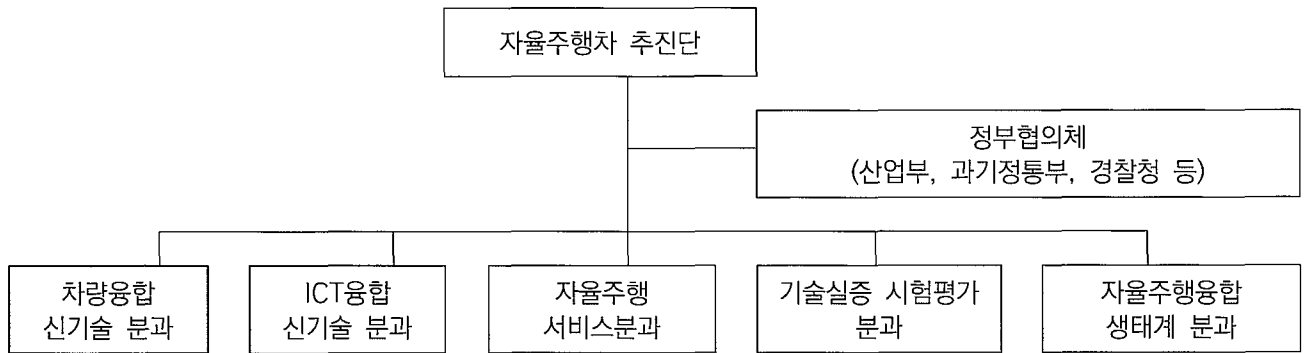 자율주행차 추진단
정부협의체
(산업부, 과기정통부, 경찰청 등)
차량융합
신기술 분과
ICT융합
신기술 분과
자율주행
서비스분과
기술실증 시험평가
분과
자율주행융합
생태계 분과